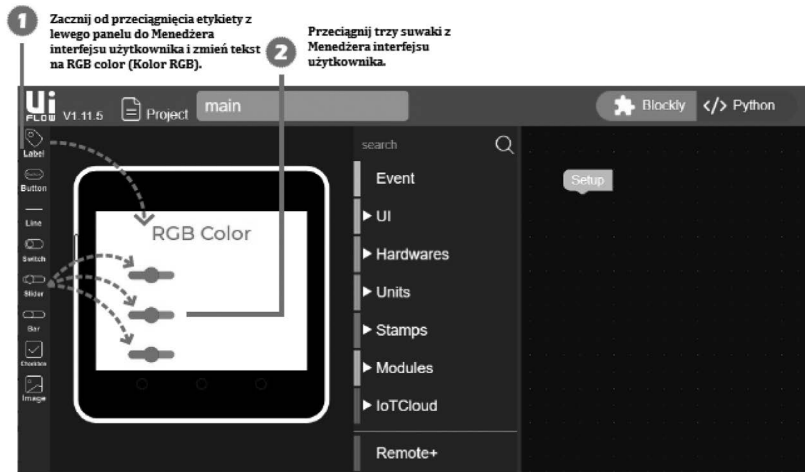 1
Zacznij od przeciągnięcia etykiety z
lewego panelu do Menedżera
interfejsu użytkownika i zmień tekst
na RGB color (Kolor RGB).
2
Przeciągnij trzy suwaki z
Menedżera interfejsu
użytkownika.
Ui
FLOW
V1.11.5
Project
main
Blockly
</> Python
Label
Button
Line
Switch
Slider
Bar
Checkbox
Image
RGB Color
search
Event
UI
Hardwares
Units
Stamps
Modules
IoTCloud
Remote+
Setup